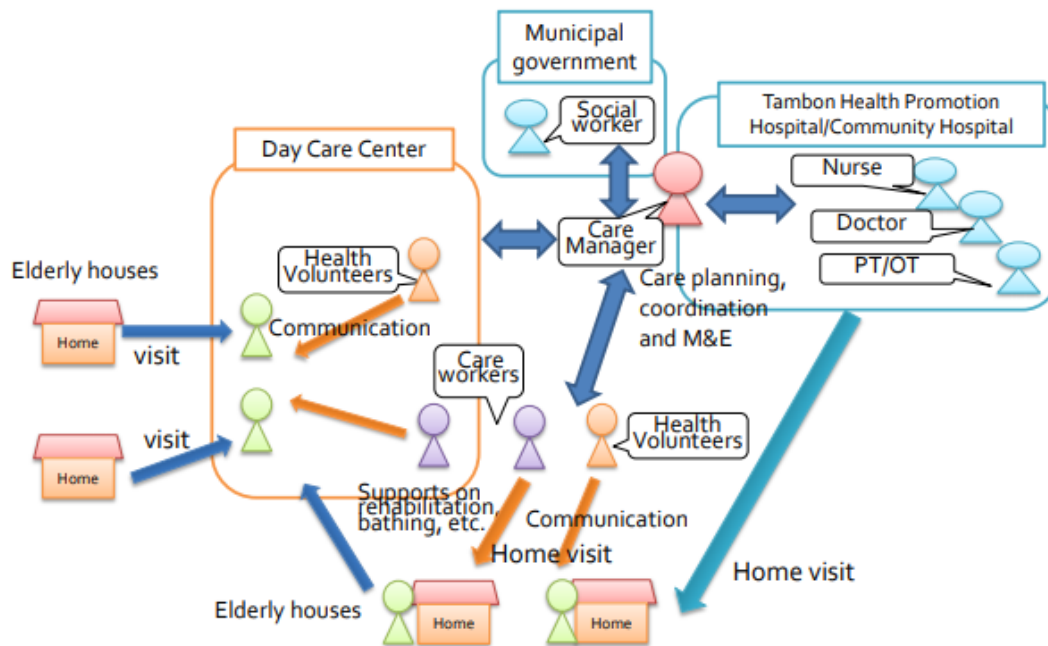 Municipal
government
Social
worker
Tambon Health Promotion
Hospital/Community Hospital
Nurse
Doctor
PT/OT
Day Care Center
Care
Manager
Health
Volunteers
Elderly houses
Home
visit
Communication
Care planning,
coordination
and M&E
Care
workers
Home
visit
Health
Volunteers
Supports on
rehabilitation,
bathing, etc.
Communication
Home visit
Home visit
Elderly houses
Home
Home